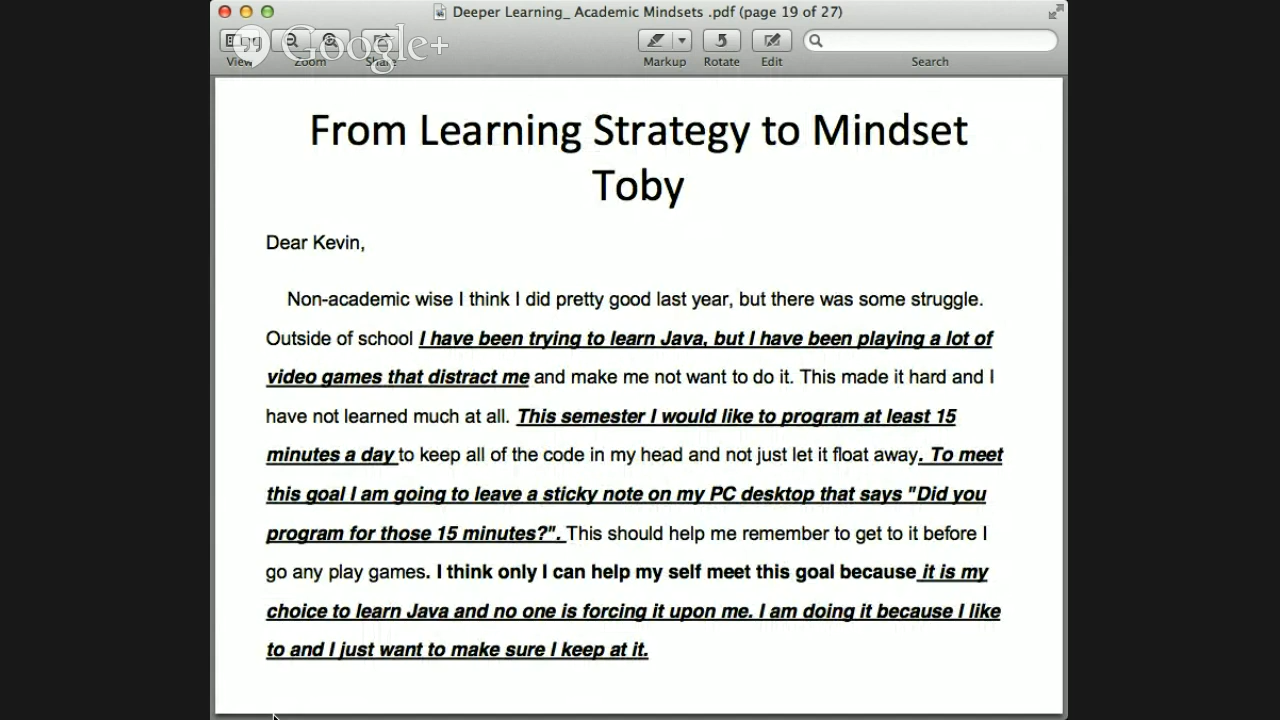 Deeper Learning_ Academic Mindsets .pdf (page 19 of 27)
Google+
View Zoom Share Markup Rotate Edit Search
From Learning Strategy to Mindset
Toby
Dear Kevin,
Non-academic wise I think I did pretty good last year, but there was some struggle.
Outside of school I have been trying to learn Java, but I have been playing a lot of
video games that distract me and make me not want to do it. This made it hard and I
have not learned much at all. This semester I would like to program at least 15
minutes a day to keep all of the code in my head and not just let it float away. To meet
this goal I am going to leave a sticky note on my PC desktop that says "Did you
program for those 15 minutes?". This should help me remember to get to it before I
go any play games. I think only I can help my self meet this goal because it is my
choice to learn Java and no one is forcing it upon me. I am doing it because I like
to and I just want to make sure I keep at it.